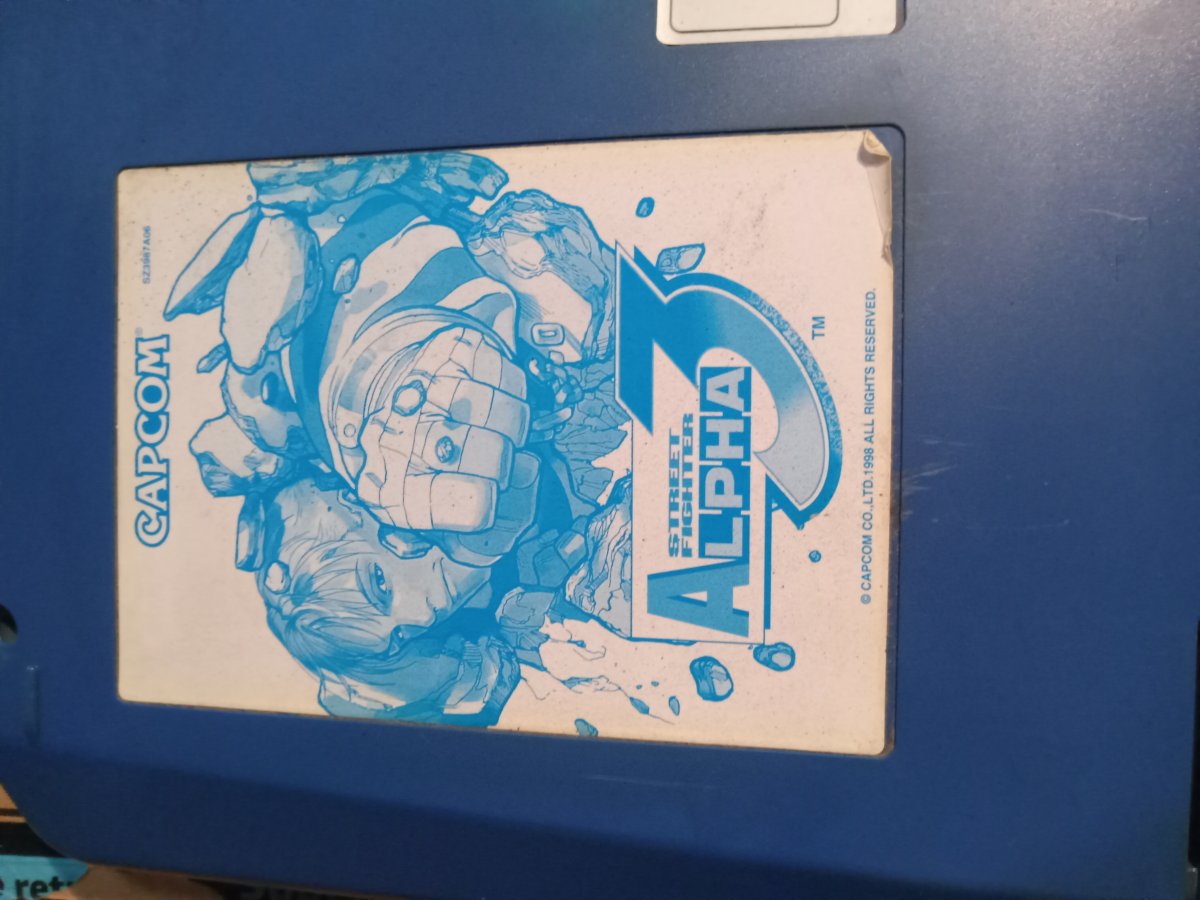 SZ3987A06
CAPCOM®
STREET
FIGHTER
ALPHA
3
TM
© CAPCOM CO.,LTD.1998 ALL RIGHTS RESERVED.